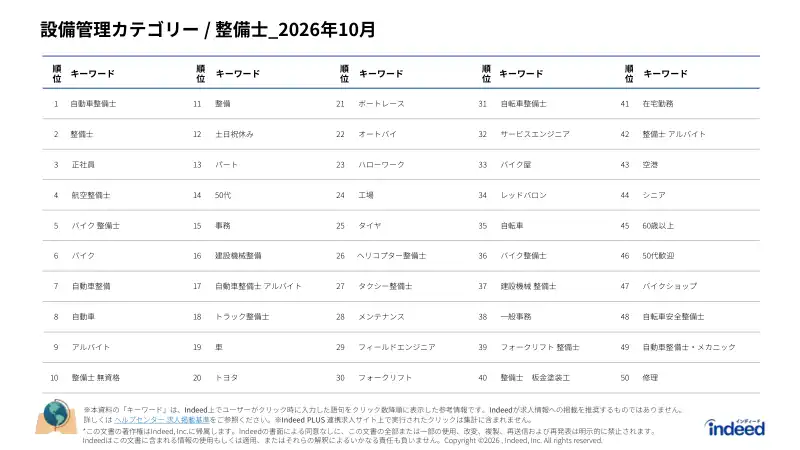 設備管理カテゴリー / 整備士_2026年10月
順位 キーワード 順位 キーワード 順位 キーワード 順位 キーワード 順位 キーワード
1 自動車整備士 11 整備 21 ボートレース 31 自転車整備士 41 在宅勤務
2 整備士 12 土日祝休み 22 オートバイ 32 サービスエンジニア 42 整備士 アルバイト
3 正社員 13 パート 23 ハローワーク 33 バイク屋 43 空港
4 航空整備士 14 50代 24 工場 34 レッドバロン 44 シニア
5 バイク 整備士 15 事務 25 タイヤ 35 自転車 45 60歳以上
6 バイク 16 建設機械整備 26 ヘリコプター整備士 36 バイク整備士 46 50代歓迎
7 自動車整備 17 自動車整備士 アルバイト 27 タクシー整備士 37 建設機械 整備士 47 バイクショップ
8 自動車 18 トラック整備士 28 メンテナンス 38 一般事務 48 自転車安全整備士
9 アルバイト 19 車 29 フィールドエンジニア 39 フォークリフト 整備士 49 自動車整備士・メカニック
10 整備士 無資格 20 トヨタ 30 フォークリフト 40 整備士　板金塗装工 50 修理
※本資料の「キーワード」は、Indeed上でユーザーがクリック時に入力した語句をクリック数降順に表示した参考情報です。Indeedが求人情報への掲載を推奨するものではありません。
詳しくは ヘルプセンター 求人掲載基準をご参照ください。※Indeed PLUS 連携求人サイト上で実行されたクリックは集計に含まれません。
*この文書の著作権はIndeed, Inc.に帰属します。Indeedの書面による同意なしに、この文書の全部または一部の使用、改変、複製、再送信および再発表は明示的に禁止されます。
Indeedはこの文書に含まれる情報の使用もしくは適用、またはそれらの解釈によるいかなる責任も負いません。Copyright ©2026 , Indeed, Inc. All rights reserved.
インディード
indeed